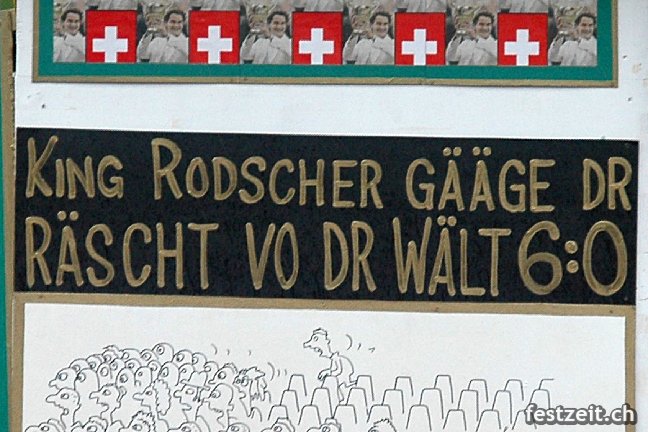 KING RODSCHER GÄÄGE DR
RÄSCHT VO DR WÄLT 6:0
festzeit.ch